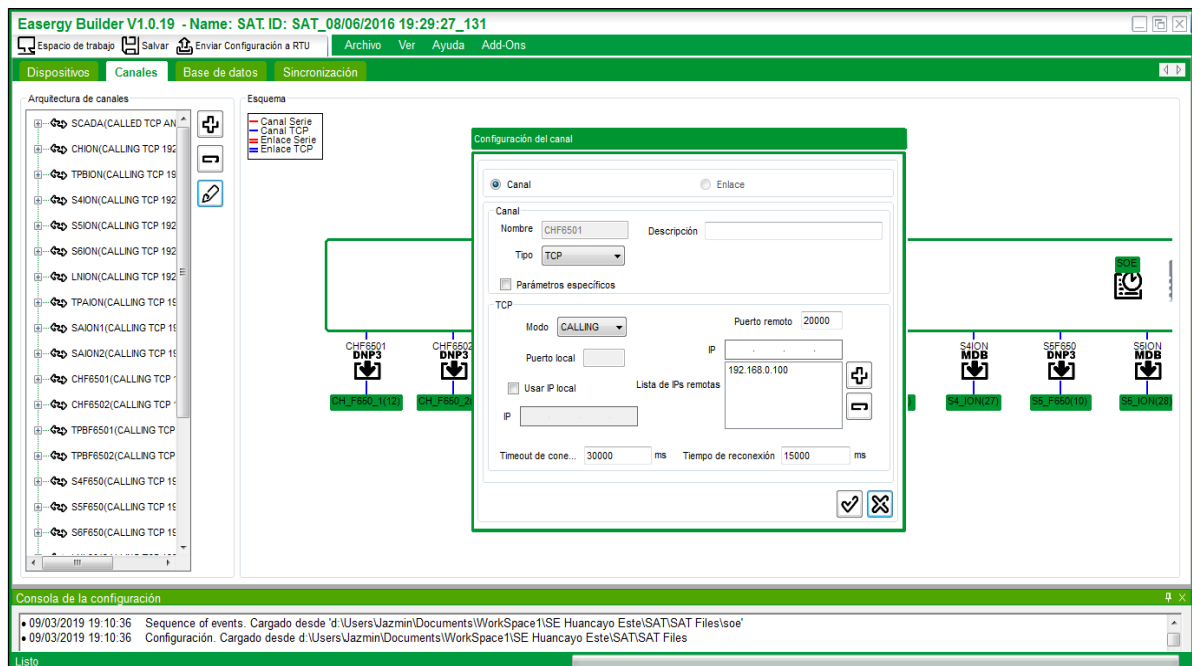 Easergy Builder V1.0.19 - Name: SAT. ID: SAT_08/06/2016 19:29:27_131
Espacio de trabajo Salvar Enviar Configuración a RTU Archivo Ver Ayuda Add-Ons
Dispositivos Canales Base de datos Sincronización
Arquitectura de canales
SCADA(CALLED TCP AN
CHION(CALLING TCP 192
TPBION(CALLING TCP 19
S4ION(CALLING TCP 192
S5ION(CALLING TCP 192
S6ION(CALLING TCP 192
LNION(CALLING TCP 192
TPAION(CALLING TCP 19
SAION1(CALLING TCP 19
SAION2(CALLING TCP 19
CHF6501(CALLING TCP
CHF6502(CALLING TCP
TPBF6501(CALLING TCP
TPBF6502(CALLING TCP
S4F650(CALLING TCP 19
S5F650(CALLING TCP 19
S6F650(CALLING TCP 19
Esquema
Canal Serie
Canal TCP
Enlace Serie
Enlace TCP
SOE
CHF6501
DNP3
CH_F650_1(12)
CHF6502
DNP3
CH_F650_2(
S4ION
MDB
S4_ION(27)
S5F650
DNP3
S5_F650(10)
S5ION
MDB
S5_ION(28)
Configuración del canal
Canal Enlace
Canal
Nombre CHF6501 Descripción
Tipo TCP
Parámetros específicos
TCP
Modo CALLING Puerto remoto 20000
Puerto local IP . . .
Usar IP local Lista de IPs remotas 192.168.0.100
IP . . .
Timeout de cone... 30000 ms Tiempo de reconexión 15000 ms
Consola de la configuración
• 09/03/2019 19:10:36 Sequence of events. Cargado desde 'd:\Users\Jazmin\Documents\WorkSpace1\SE Huancayo Este\SAT\SAT Files\soe'
• 09/03/2019 19:10:36 Configuración. Cargado desde d:\Users\Jazmin\Documents\WorkSpace1\SE Huancayo Este\SAT\SAT Files
Listo